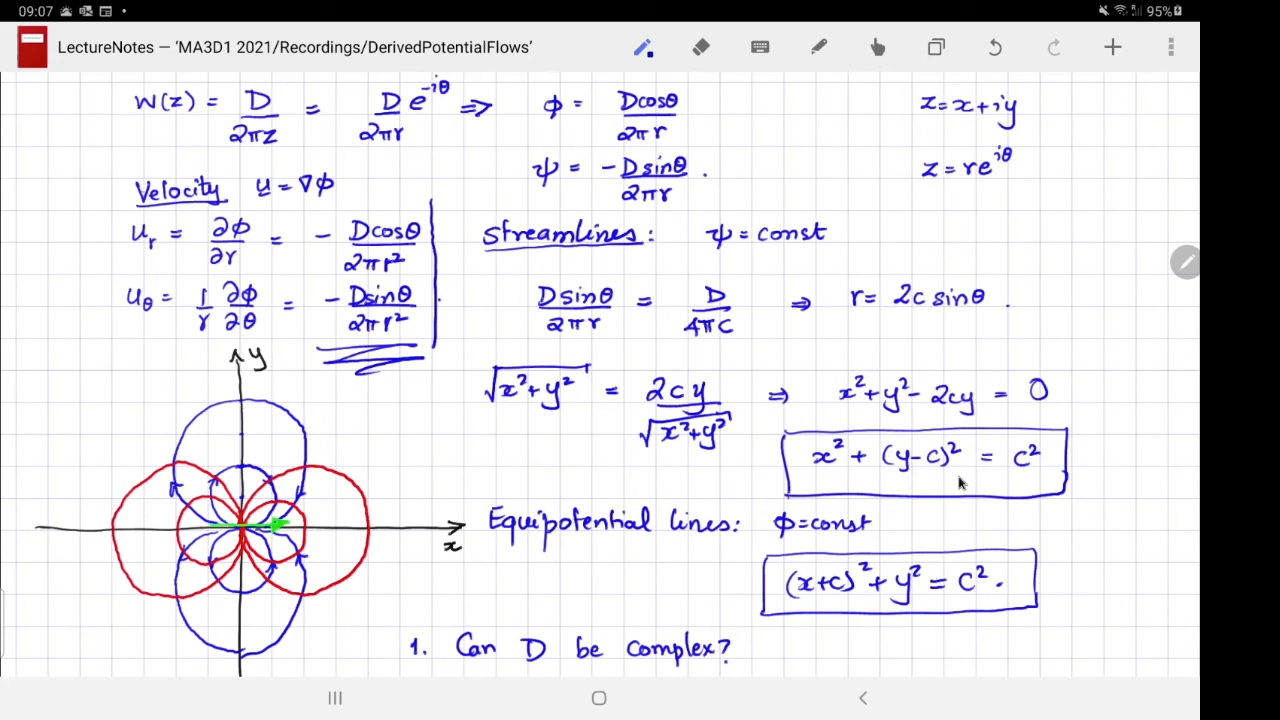 09:07
95%
LectureNotes — ‘MA3D1 2021/Recordings/DerivedPotentialFlows’
W(z) = D/2πz = D/2πr e^{-iθ} => ϕ = Dcosθ/2πr
z=x+iy
ψ = -Dsinθ/2πr .
z=re^{iθ}
Velocity u = ∇ϕ
u_r = ∂ϕ/∂r = - Dcosθ/2πr²
Streamlines : ψ=const
u_θ = 1/r ∂ϕ/∂θ = -Dsinθ/2πr² .
Dsinθ/2πr = D/4πc => r= 2c sinθ .
y
√x²+y² = 2cy/√x²+y² => x²+y²-2cy = 0
x² + (y-c)² = c²
x
Equipotential lines: ϕ=const
(x+c)²+y² = c² .
1. Can D be complex?